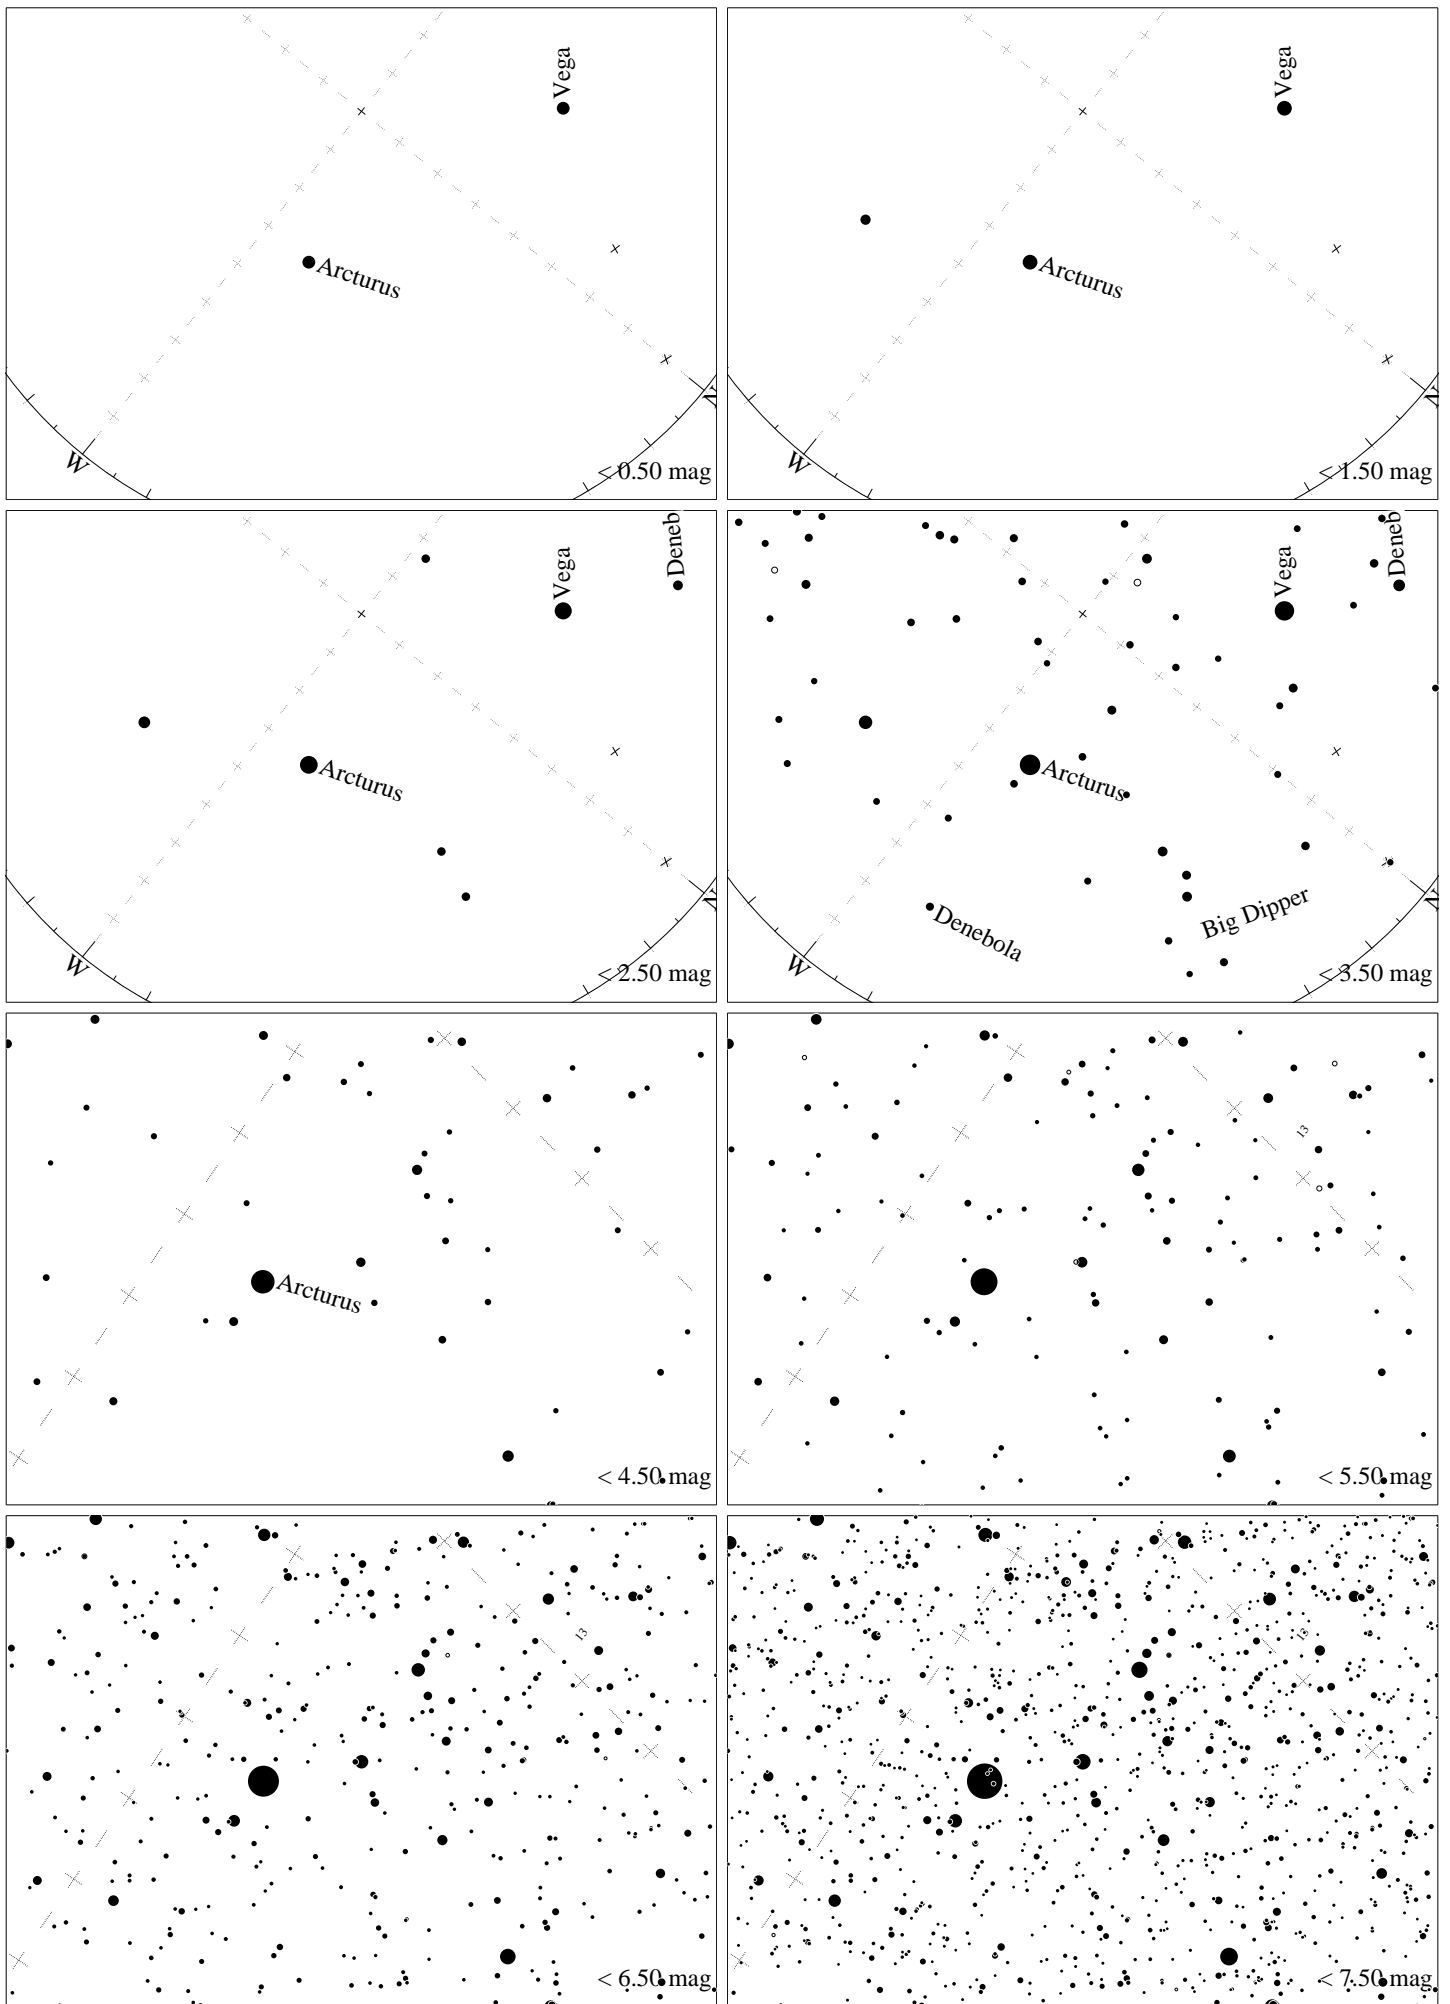 Vega
Arcturus
W
N
< 0.50 mag
Vega
Arcturus
W
N
< 1.50 mag
Deneb
Vega
Arcturus
W
N
< 2.50 mag
Deneb
Vega
Arcturus
Big Dipper
Denebola
W
N
< 3.50 mag
Arcturus
< 4.50 mag
13
< 5.50 mag
13
< 6.50 mag
13
< 7.50 mag